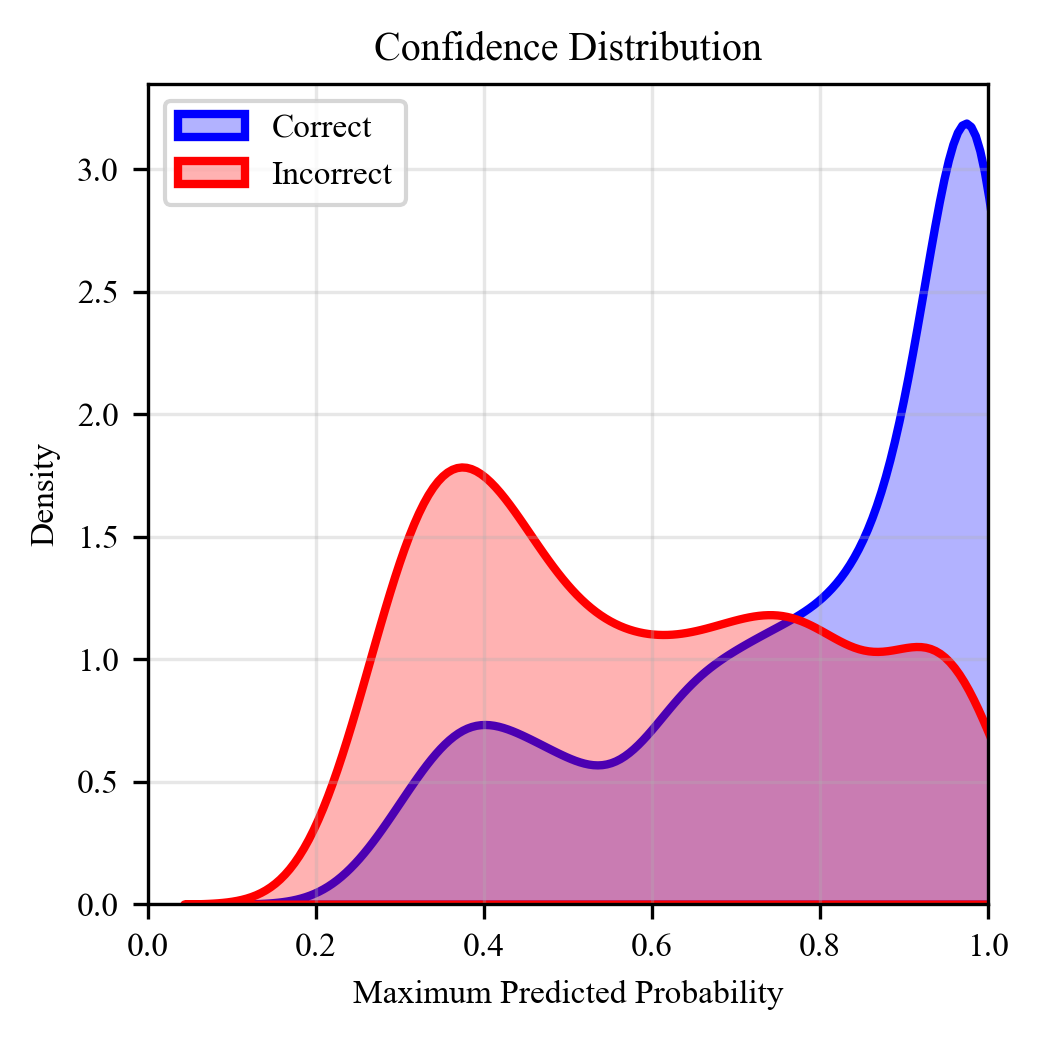 Confidence Distribution
Correct
Incorrect
3.0
2.5
2.0
1.5
1.0
0.5
0.0
Density
0.0 0.2 0.4 0.6 0.8 1.0
Maximum Predicted Probability